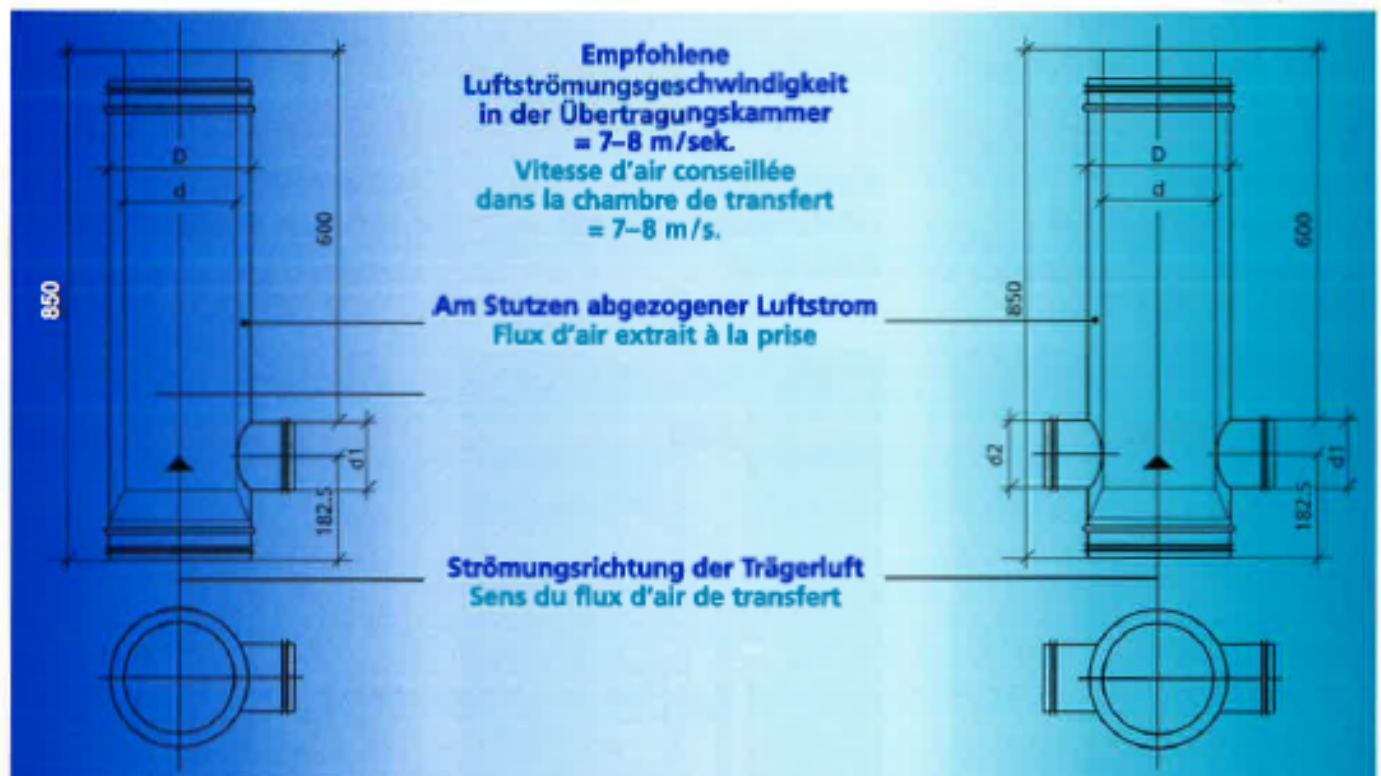 Empfohlene
Luftströmungsgeschwindigkeit
in der Übertragungskammer
= 7–8 m/sek.
Vitesse d'air conseillée
dans la chambre de transfert
= 7–8 m/s.
Am Stutzen abgezogener Luftstrom
Flux d'air extrait à la prise
Strömungsrichtung der Trägerluft
Sens du flux d'air de transfert
D
d
600
850
d1
182.5
D
d
600
850
d2
d1
182.5